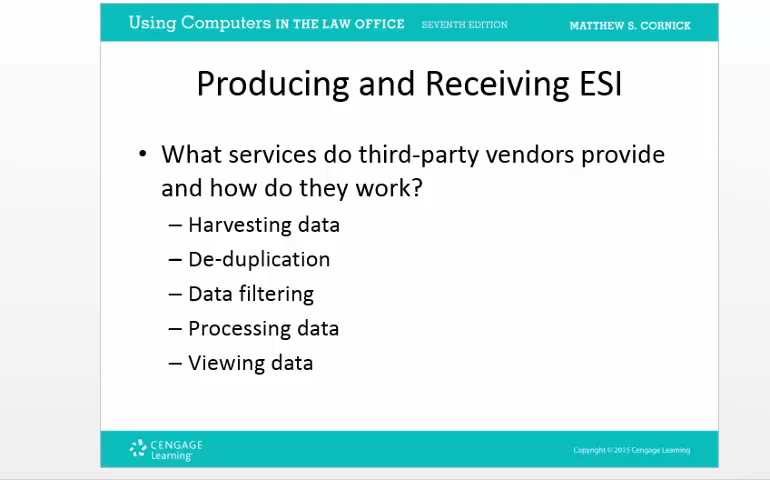 Using Computers IN THE LAW OFFICE SEVENTH EDITION MATTHEW S. CORNICK
Producing and Receiving ESI
• What services do third-party vendors provide
and how do they work?
– Harvesting data
– De-duplication
– Data filtering
– Processing data
– Viewing data
CENGAGE
Learning
Copyright © 2015 Cengage Learning